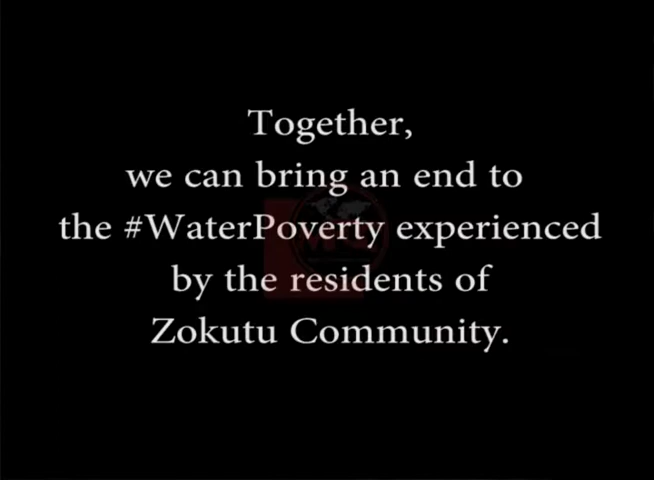 Together,
we can bring an end to
the #WaterPoverty experienced
by the residents of
Zokutu Community.